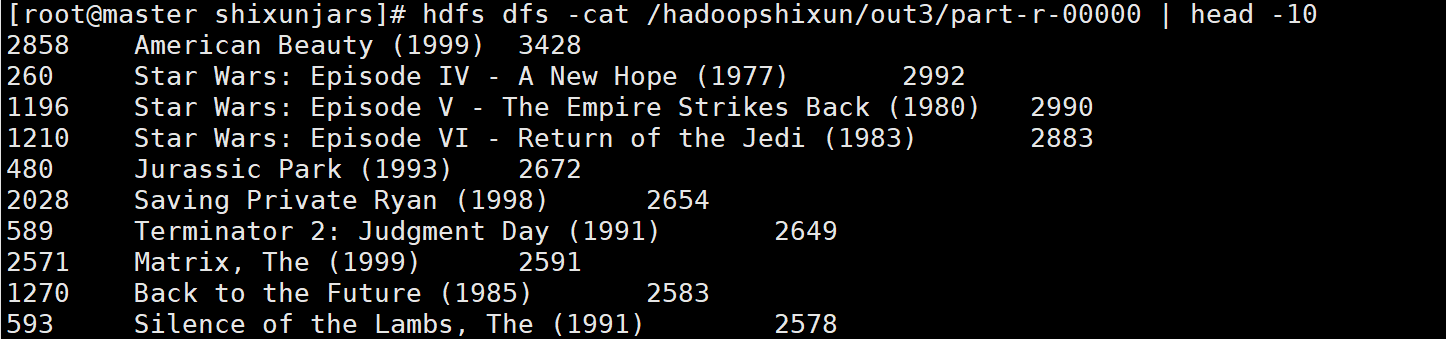 [root@master shixunjars]# hdfs dfs -cat /hadoopshixun/out3/part-r-00000 | head -10
2858	American Beauty (1999)	3428
260	Star Wars: Episode IV - A New Hope (1977)	2992
1196	Star Wars: Episode V - The Empire Strikes Back (1980)	2990
1210	Star Wars: Episode VI - Return of the Jedi (1983)	2883
480	Jurassic Park (1993)	2672
2028	Saving Private Ryan (1998)	2654
589	Terminator 2: Judgment Day (1991)	2649
2571	Matrix, The (1999)	2591
1270	Back to the Future (1985)	2583
593	Silence of the Lambs, The (1991)	2578